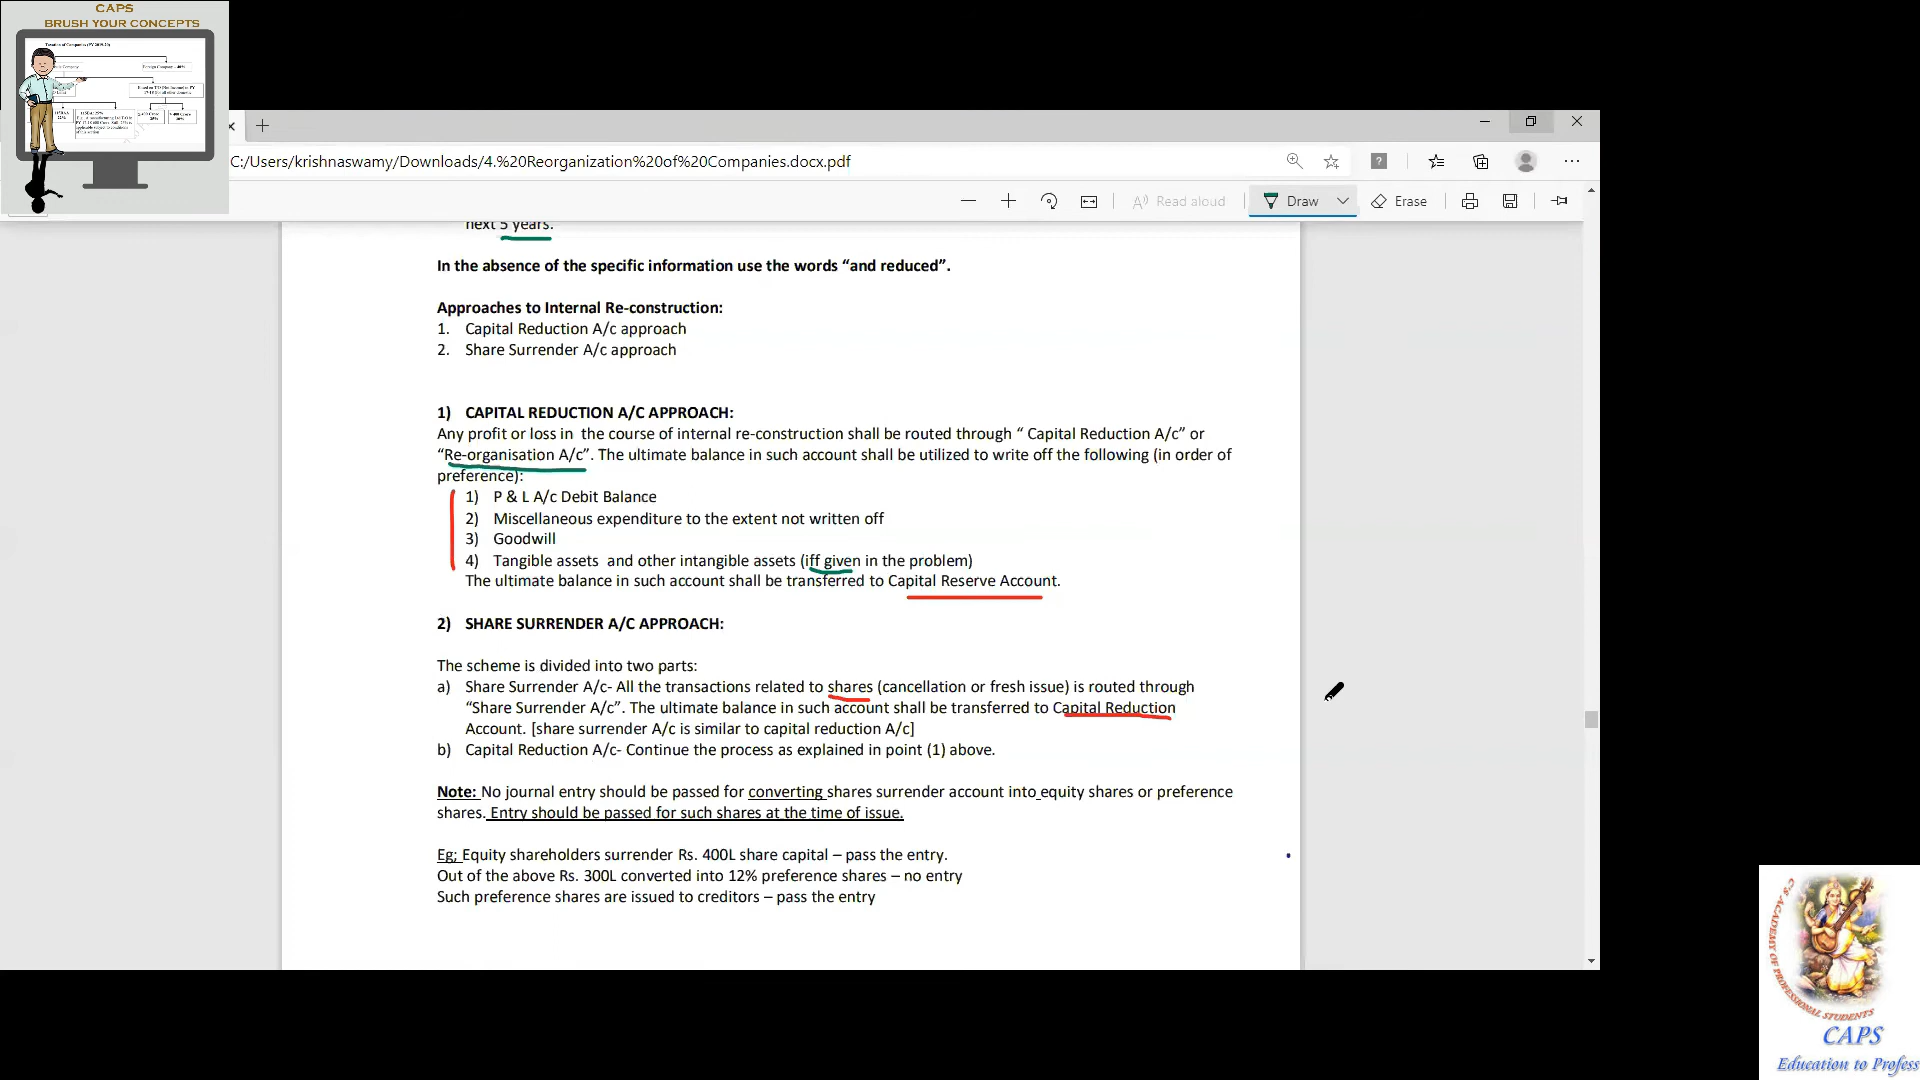 CAPS
BRUSH YOUR CONCEPTS
Taxation of Companies (FY 2019-20)
Foreign Company - 40%
C:/Users/krishnaswamy/Downloads/4.%20Reorganization%20of%20Companies.docx.pdf
Read aloud
Draw
Erase
next 5 years.
In the absence of the specific information use the words “and reduced”.
Approaches to Internal Re-construction:
1. Capital Reduction A/c approach
2. Share Surrender A/c approach
1) CAPITAL REDUCTION A/C APPROACH:
Any profit or loss in the course of internal re-construction shall be routed through “ Capital Reduction A/c” or
“Re-organisation A/c”. The ultimate balance in such account shall be utilized to write off the following (in order of
preference):
1) P & L A/c Debit Balance
2) Miscellaneous expenditure to the extent not written off
3) Goodwill
4) Tangible assets and other intangible assets (iff given in the problem)
The ultimate balance in such account shall be transferred to Capital Reserve Account.
2) SHARE SURRENDER A/C APPROACH:
The scheme is divided into two parts:
a) Share Surrender A/c- All the transactions related to shares (cancellation or fresh issue) is routed through
“Share Surrender A/c”. The ultimate balance in such account shall be transferred to Capital Reduction
Account. [share surrender A/c is similar to capital reduction A/c]
b) Capital Reduction A/c- Continue the process as explained in point (1) above.
Note: No journal entry should be passed for converting shares surrender account into equity shares or preference
shares. Entry should be passed for such shares at the time of issue.
Eg; Equity shareholders surrender Rs. 400L share capital – pass the entry.
Out of the above Rs. 300L converted into 12% preference shares – no entry
Such preference shares are issued to creditors – pass the entry
C'S ACADEMY OF PROFESSIONAL STUDENTS
CAPS
Education to Profess